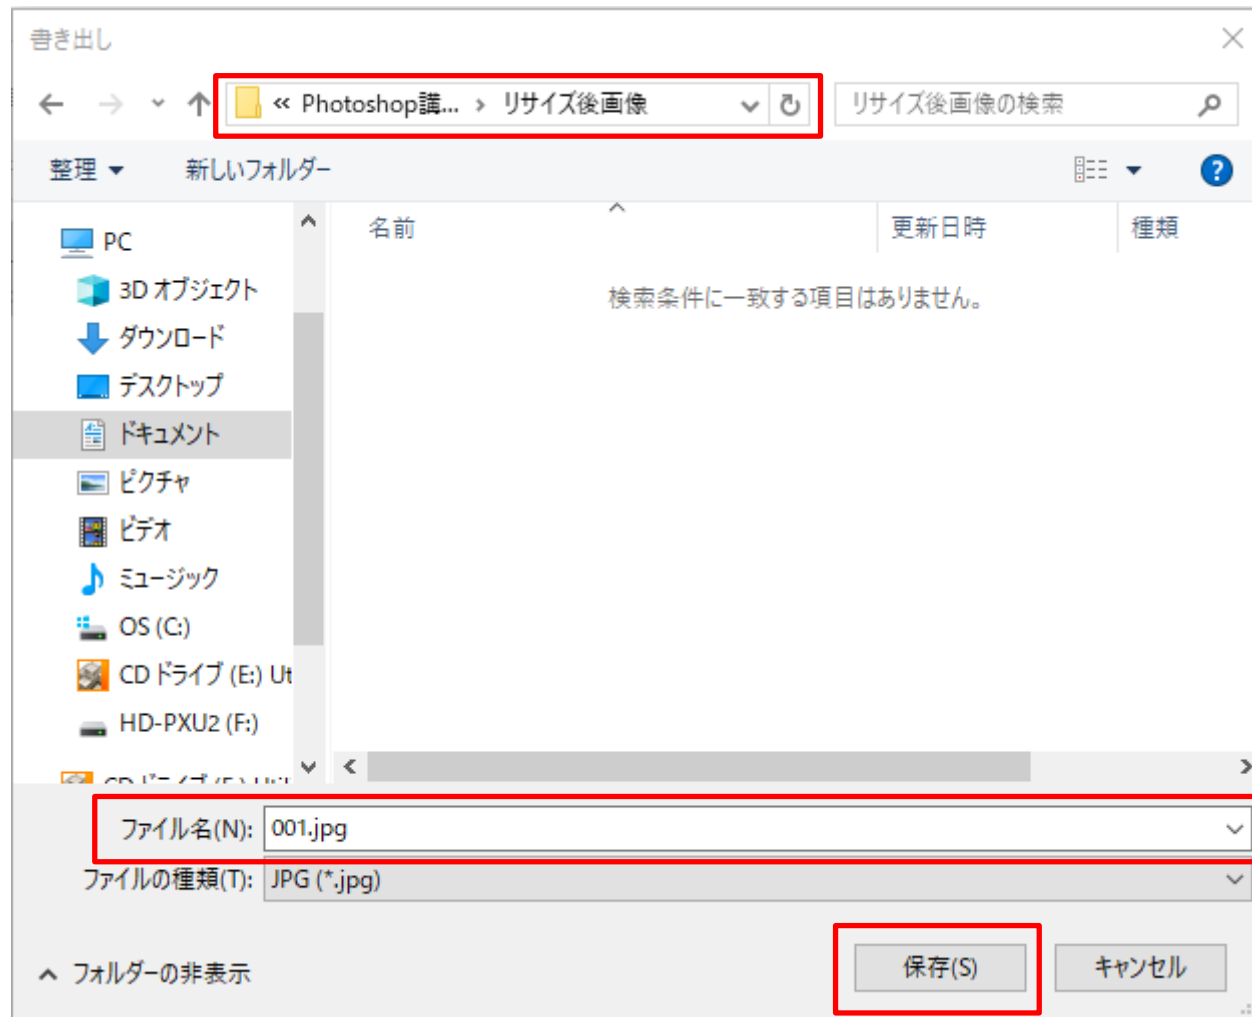 書き出し
« Photoshop講... › リサイズ後画像
リサイズ後画像の検索
整理
新しいフォルダー
?
名前
更新日時
種類
検索条件に一致する項目はありません。
PC
3D オブジェクト
ダウンロード
デスクトップ
ドキュメント
ピクチャ
ビデオ
ミュージック
OS (C:)
CD ドライブ (E:) Ut
HD-PXU2 (F:)
ファイル名(N): 001.jpg
ファイルの種類(T): JPG (*.jpg)
フォルダーの非表示
保存(S)
キャンセル